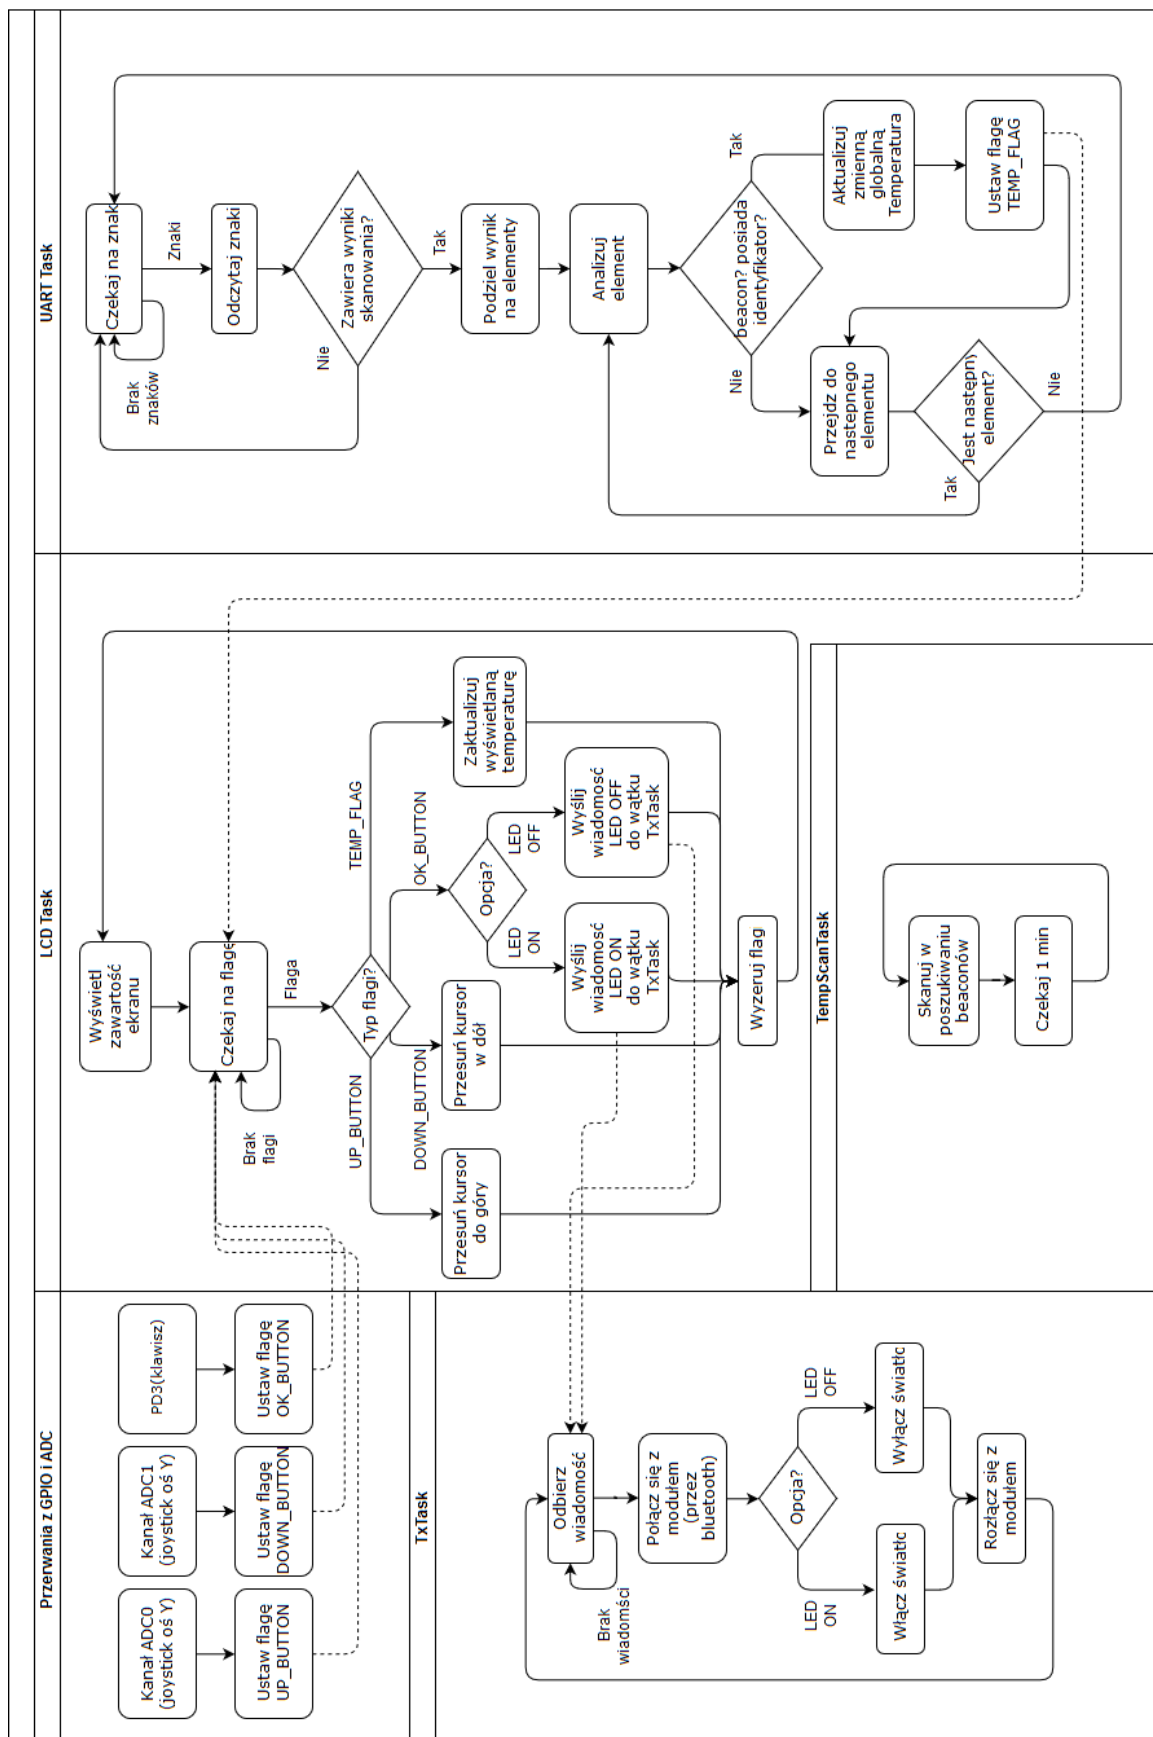 Przerwania z GPIO i ADC
Kanał ADC0
(joystick oś Y)
Kanał ADC1
(joystick oś Y)
PD3(klawisz)
Ustaw flagę
UP_BUTTON
Ustaw flagę
DOWN_BUTTON
Ustaw flagę
OK_BUTTON
TxTask
Odbierz
wiadomość
Brak
wiadomści
Połącz się z
modułem
(przez
bluetooth)
Opcja?
LED
ON
LED
OFF
Włącz światłc
Wyłącz światłc
Rozłącz się z
modułem
LCD Task
Wyświetl
zawartość
ekranu
Czekaj na flagę
Brak
flagi
Flaga
Typ flagi?
UP_BUTTON
DOWN_BUTTON
OK_BUTTON
TEMP_FLAG
Przesuń kursor
do góry
Przesuń kursor
w dół
Opcja?
LED
ON
LED
OFF
Zaktualizuj
wyświetlaną
temperaturę
Wyślij
wiadomość
LED ON
do wątku
TxTask
Wyślij
wiadomość
LED OFF
do wątku
TxTask
Wyzeruj flagi
TempScanTask
Skanuj w
poszukiwaniu
beaconów
Czekaj 1 min
UART Task
Czekaj na znak
Brak
znaków
Znaki
Odczytaj znaki
Zawiera wyniki
skanowania?
Nie
Tak
Podziel wynik
na elementy
Analizuj
element
beacon? posiada
identyfikator?
Nie
Tak
Aktualizuj
zmienną
globalną
Temperatura
Ustaw flagę
TEMP_FLAG
Przejdz do
nastepnego
elementu
Jest następny
element?
Tak
Nie